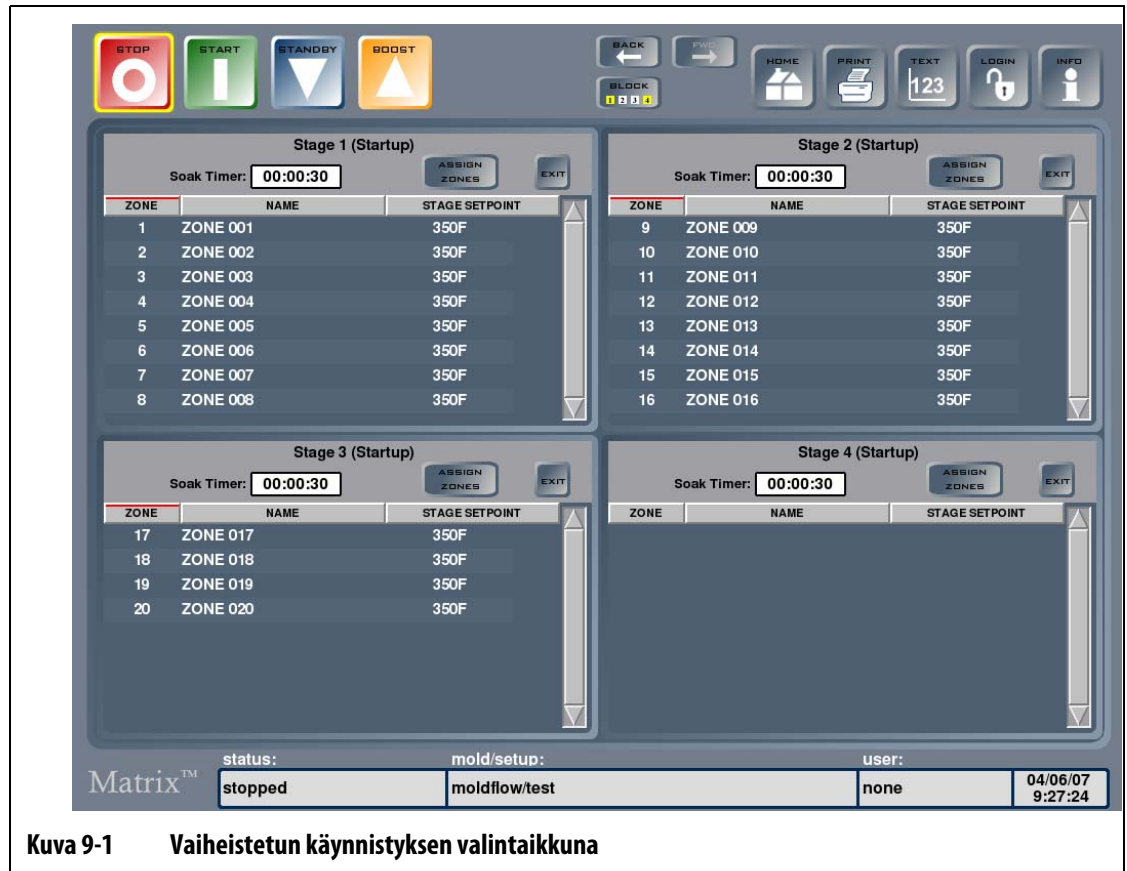 STOP START STANDBY BOOST BACK FWD HOME PRINT TEXT LOGIN INFO
123
BLOCK
1 2 3 4
Stage 1 (Startup)
Soak Timer: 00:00:30 ASSIGN ZONES EXIT
ZONE NAME STAGE SETPOINT
1 ZONE 001 350F
2 ZONE 002 350F
3 ZONE 003 350F
4 ZONE 004 350F
5 ZONE 005 350F
6 ZONE 006 350F
7 ZONE 007 350F
8 ZONE 008 350F
Stage 2 (Startup)
Soak Timer: 00:00:30 ASSIGN ZONES EXIT
ZONE NAME STAGE SETPOINT
9 ZONE 009 350F
10 ZONE 010 350F
11 ZONE 011 350F
12 ZONE 012 350F
13 ZONE 013 350F
14 ZONE 014 350F
15 ZONE 015 350F
16 ZONE 016 350F
Stage 3 (Startup)
Soak Timer: 00:00:30 ASSIGN ZONES EXIT
ZONE NAME STAGE SETPOINT
17 ZONE 017 350F
18 ZONE 018 350F
19 ZONE 019 350F
20 ZONE 020 350F
Stage 4 (Startup)
Soak Timer: 00:00:30 ASSIGN ZONES EXIT
ZONE NAME STAGE SETPOINT
status: mold/setup: user:
Matrix™ stopped moldflow/test none 04/06/07
9:27:24
Kuva 9-1 Vaiheistetun käynnistyksen valintaikkuna